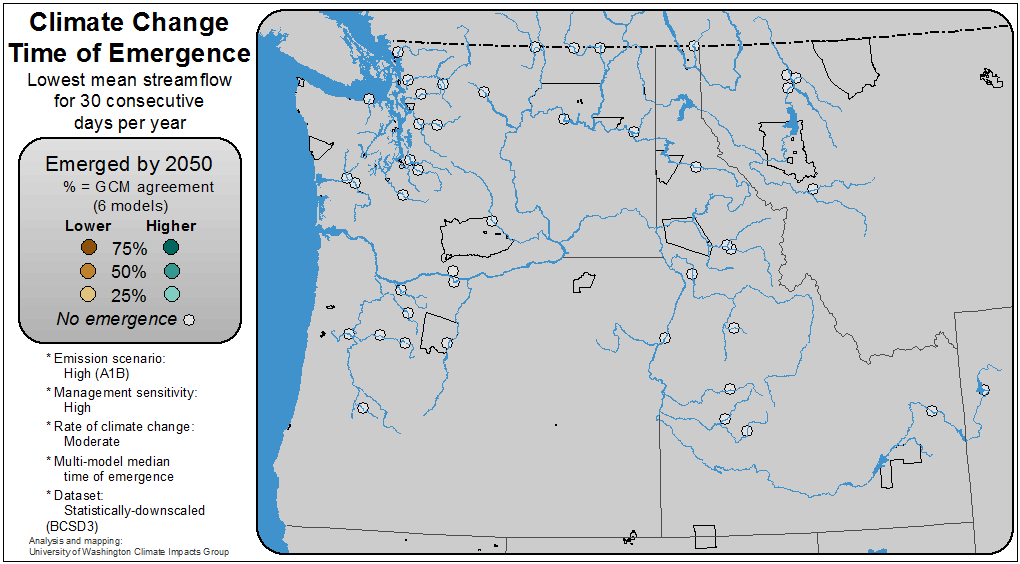 Climate Change
Time of Emergence
Lowest mean streamflow
for 30 consecutive
days per year
Emerged by 2050
% = GCM agreement
(6 models)
Lower Higher
75%
50%
25%
No emergence
* Emission scenario:
High (A1B)
* Management sensitivity:
High
* Rate of climate change:
Moderate
* Multi-model median
time of emergence
* Dataset:
Statistically-downscaled
(BCSD3)
Analysis and mapping:
University of Washington Climate Impacts Group